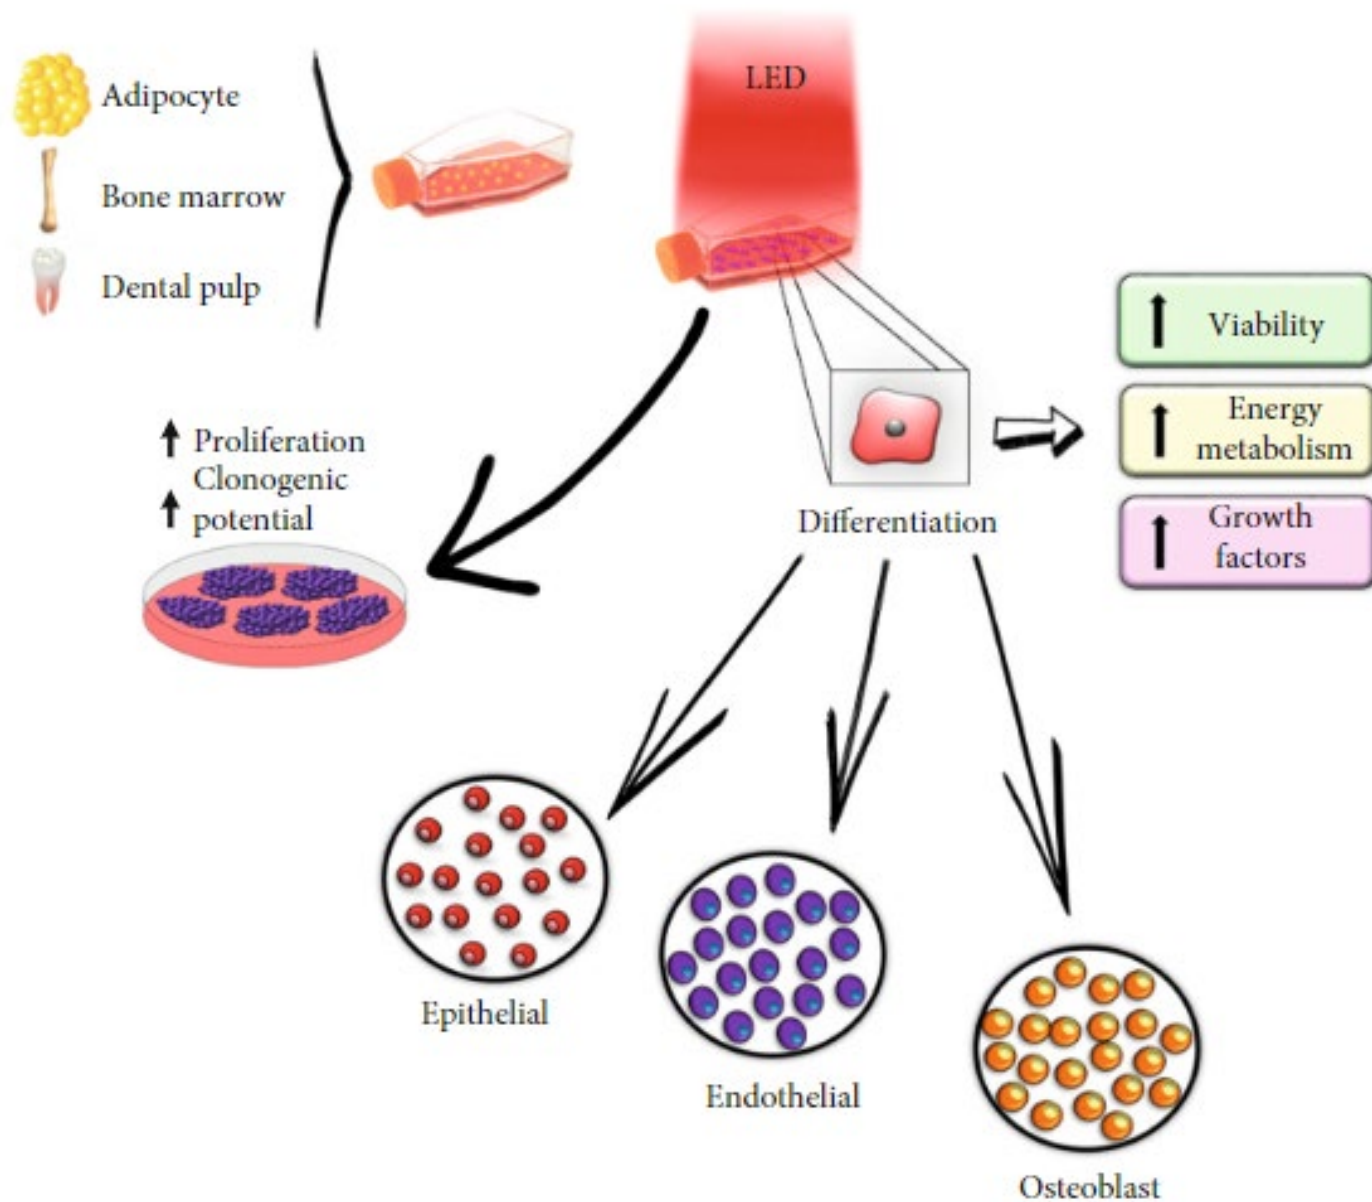 Adipocyte
Bone marrow
Dental pulp
LED
Viability
Energy
metabolism
Growth
factors
Proliferation
Clonogenic
potential
Differentiation
Epithelial
Endothelial
Osteoblast